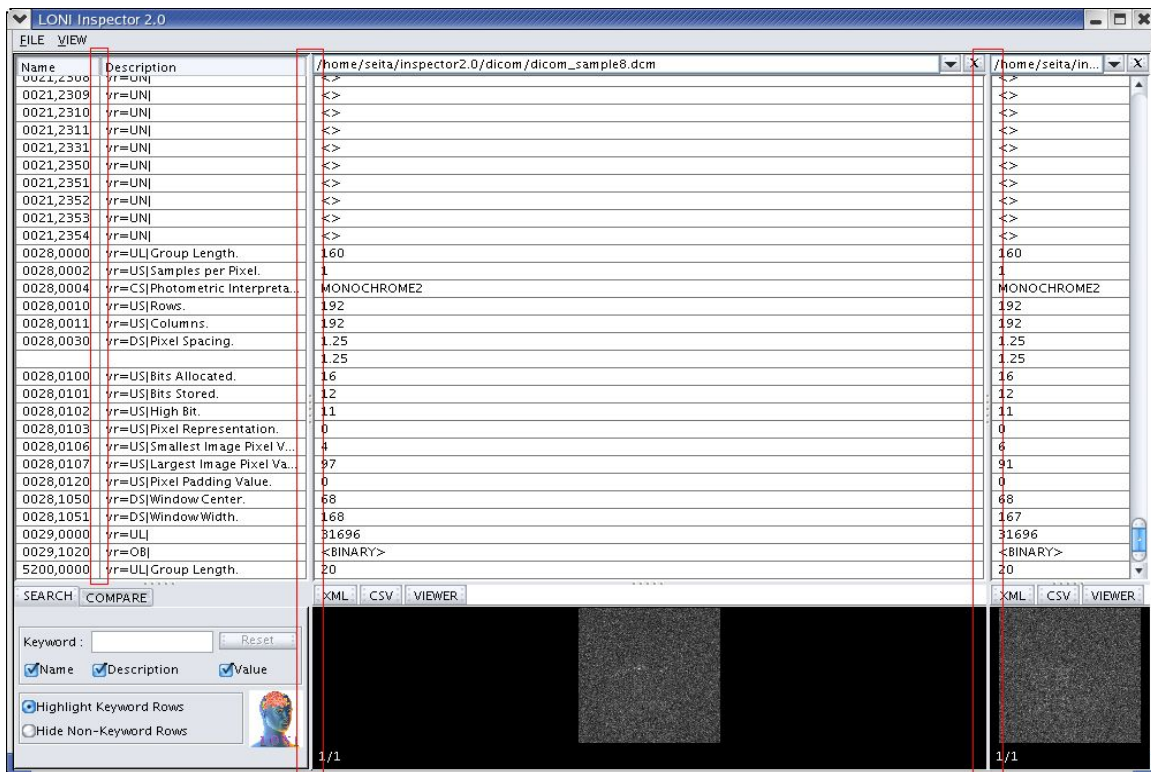 LONI Inspector 2.0
FILE VIEW
Name Description /home/seita/inspector2.0/dicom/dicom_sample8.dcm X /home/seita/in... X
0021,2308 vr=UN| <> <>
0021,2309 vr=UN| <> <>
0021,2310 vr=UN| <> <>
0021,2311 vr=UN| <> <>
0021,2331 vr=UN| <> <>
0021,2350 vr=UN| <> <>
0021,2351 vr=UN| <> <>
0021,2352 vr=UN| <> <>
0021,2353 vr=UN| <> <>
0021,2354 vr=UN| <> <>
0028,0000 vr=UL|Group Length. 160 160
0028,0002 vr=US|Samples per Pixel. 1 1
0028,0004 vr=CS|Photometric Interpreta... MONOCHROME2 MONOCHROME2
0028,0010 vr=US|Rows. 192 192
0028,0011 vr=US|Columns. 192 192
0028,0030 vr=DS|Pixel Spacing. 1.25 1.25
1.25 1.25
0028,0100 vr=US|Bits Allocated. 16 16
0028,0101 vr=US|Bits Stored. 12 12
0028,0102 vr=US|High Bit. 11 11
0028,0103 vr=US|Pixel Representation. 0 0
0028,0106 vr=US|Smallest Image Pixel V... 4 6
0028,0107 vr=US|Largest Image Pixel Va... 97 91
0028,0120 vr=US|Pixel Padding Value. 0 0
0028,1050 vr=DS|Window Center. 68 68
0028,1051 vr=DS|Window Width. 168 167
0029,0000 vr=UL| 31696 31696
0029,1020 vr=OB| <BINARY> <BINARY>
5200,0000 vr=UL|Group Length. 20 20
SEARCH COMPARE XML CSV VIEWER XML CSV VIEWER
Keyword : Reset
Name Description Value
Highlight Keyword Rows
Hide Non-Keyword Rows
LONI
1/1 1/1